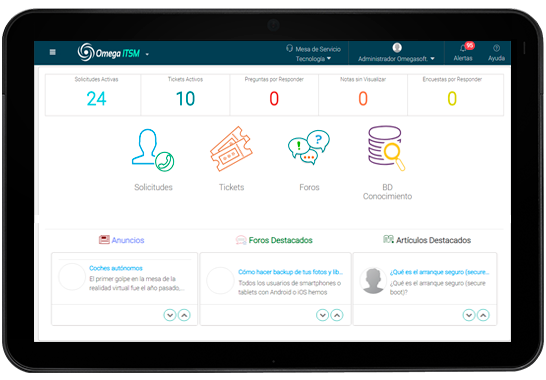 Omega ITSM
Mesa de Servicio
Tecnología
Administrador Omegasoft.
95
Alertas
Ayuda
Solicitudes Activas
Tickets Activos
Preguntas por Responder
Notas sin Visualizar
Encuestas por Responder
24
10
0
0
0
Solicitudes
Tickets
Foros
BD
Conocimiento
Anuncios
Foros Destacados
Artículos Destacados
Coches autónomos
El primer golpe en la mesa de la
realidad virtual fue el año pasado,...
Cómo hacer backup de tus fotos y lib...
Todos los usuarios de smartphones o
tablets con Android o iOS hemos
¿Qué es el arranque seguro (secure...
¿Qué es el arranque seguro (secure
boot)?